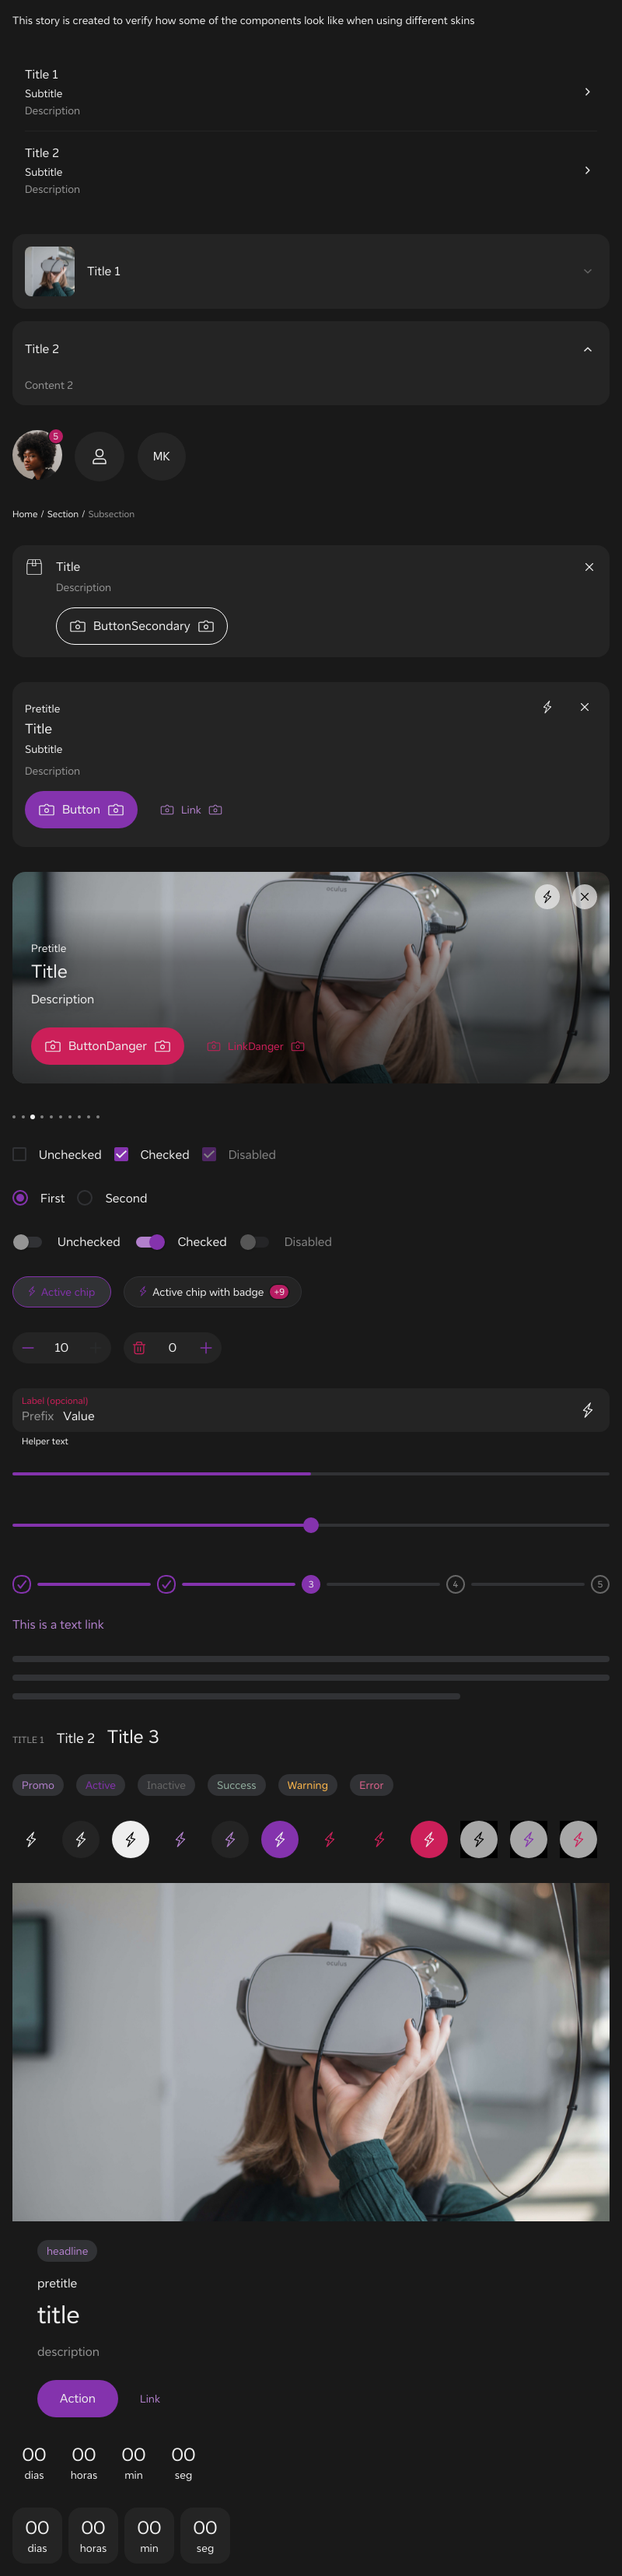 This story is created to verify how some of the components look like when using different skins
Title 1
Subtitle
Description
Title 2
Subtitle
Description
Title 1
Title 2
Content 2
5
MK
Home / Section / Subsection
Title
Description
ButtonSecondary
Pretitle
Title
Subtitle
Description
Button Link
oculus
Pretitle
Title
Description
ButtonDanger LinkDanger
Unchecked Checked Disabled
First Second
Unchecked Checked Disabled
Active chip Active chip with badge +9
10 0
Label (opcional)
Prefix Value
Helper text
3 4 5
This is a text link
TITLE 1 Title 2 Title 3
Promo Active Inactive Success Warning Error
oculus
headline
pretitle
title
description
Action Link
00 00 00 00
dias horas min seg
00 00 00 00
dias horas min seg